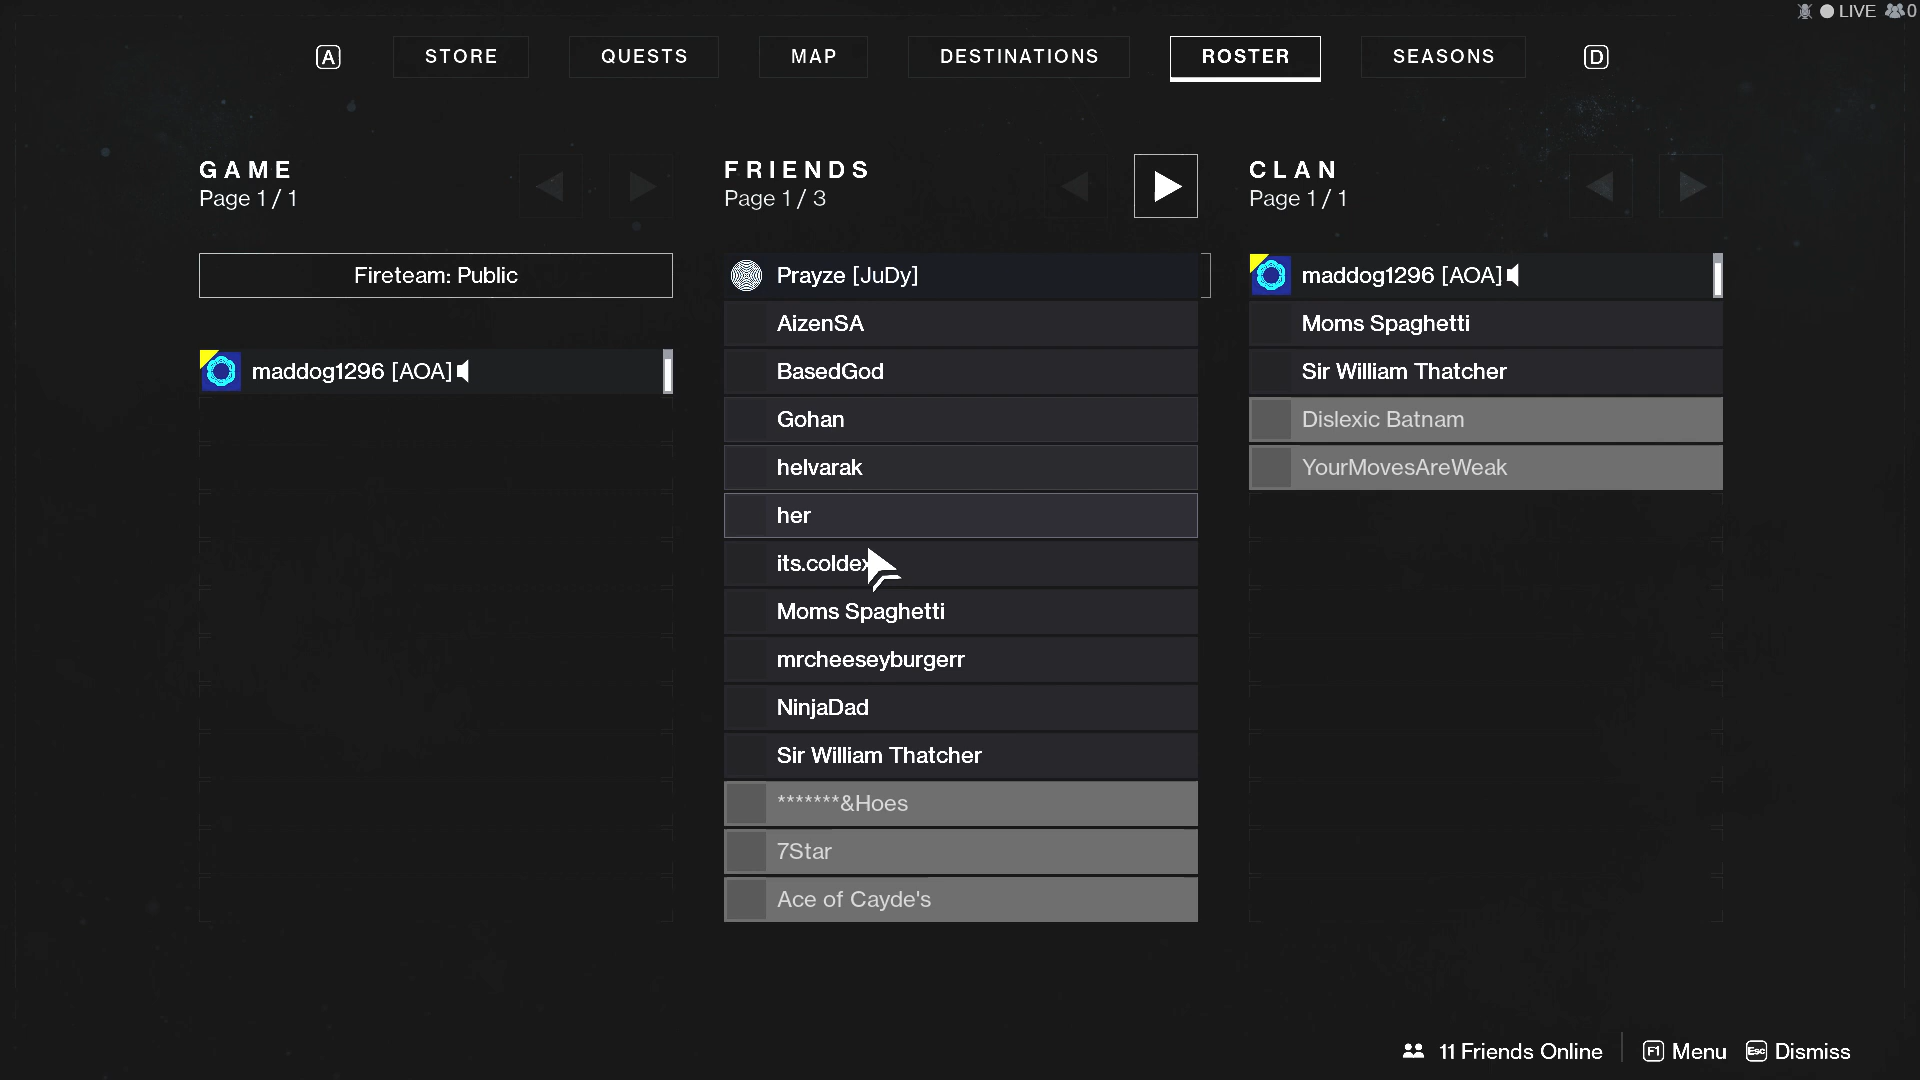 LIVE 0
A STORE QUESTS MAP DESTINATIONS ROSTER SEASONS D
GAME
Page 1 / 1
Fireteam: Public
maddog1296 [AOA]
FRIENDS
Page 1 / 3
Prayze [JuDy]
AizenSA
BasedGod
Gohan
helvarak
her
its.coldex
Moms Spaghetti
mrcheeseyburgerr
NinjaDad
Sir William Thatcher
*******&Hoes
7Star
Ace of Cayde's
CLAN
Page 1 / 1
maddog1296 [AOA]
Moms Spaghetti
Sir William Thatcher
Dislexic Batnam
YourMovesAreWeak
11 Friends Online F1 Menu Esc Dismiss